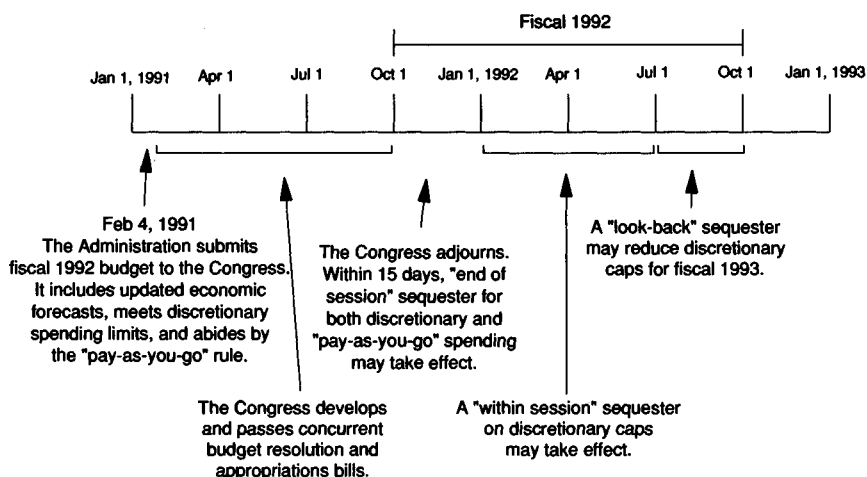 Fiscal 1992
Jan 1, 1991 Apr 1 Jul 1 Oct 1 Jan 1, 1992 Apr 1 Jul 1 Oct 1 Jan 1, 1993
Feb 4, 1991
The Administration submits
fiscal 1992 budget to the Congress.
It includes updated economic
forecasts, meets discretionary
spending limits, and abides by
the "pay-as-you-go" rule.
The Congress develops
and passes concurrent
budget resolution and
appropriations bills.
The Congress adjourns.
Within 15 days, "end of
session" sequester for
both discretionary and
"pay-as-you-go" spending
may take effect.
A "within session" sequester
on discretionary caps
may take effect.
A "look-back" sequester
may reduce discretionary
caps for fiscal 1993.